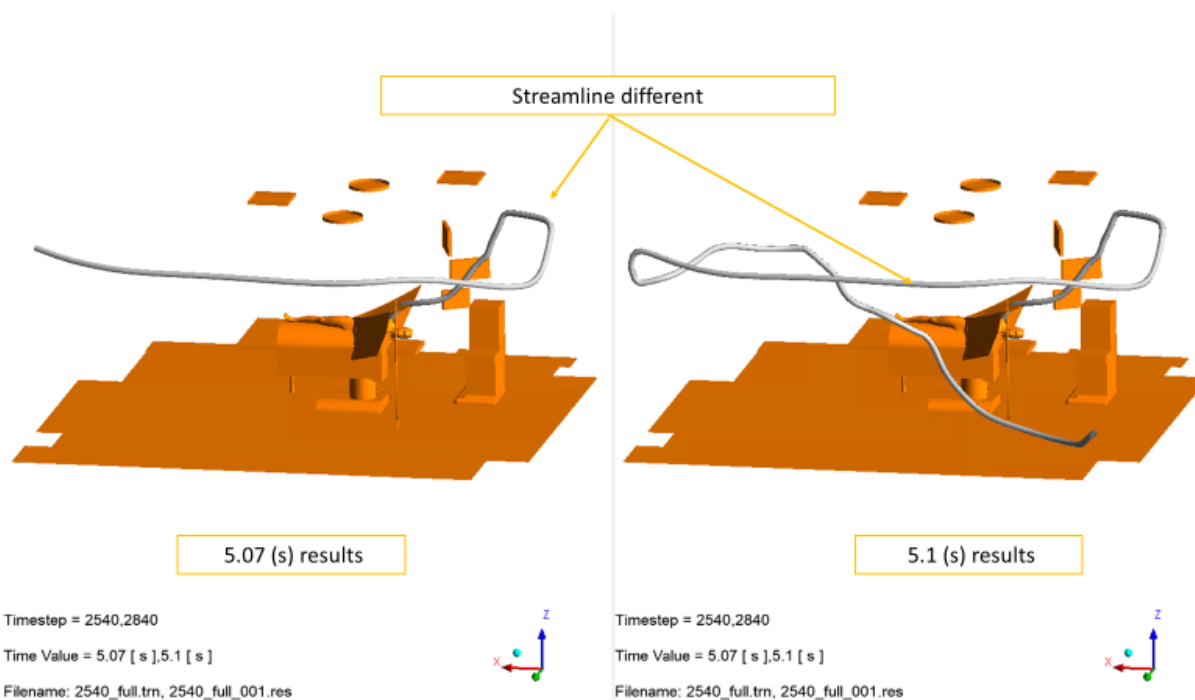 Streamline different
5.07 (s) results
5.1 (s) results
Timestep = 2540,2840
Time Value = 5.07 [ s ],5.1 [ s ]
Filename: 2540_full.trn, 2540_full_001.res
Z
X
Timestep = 2540,2840
Time Value = 5.07 [ s ],5.1 [ s ]
Filename: 2540_full.trn, 2540_full_001.res
Z
X